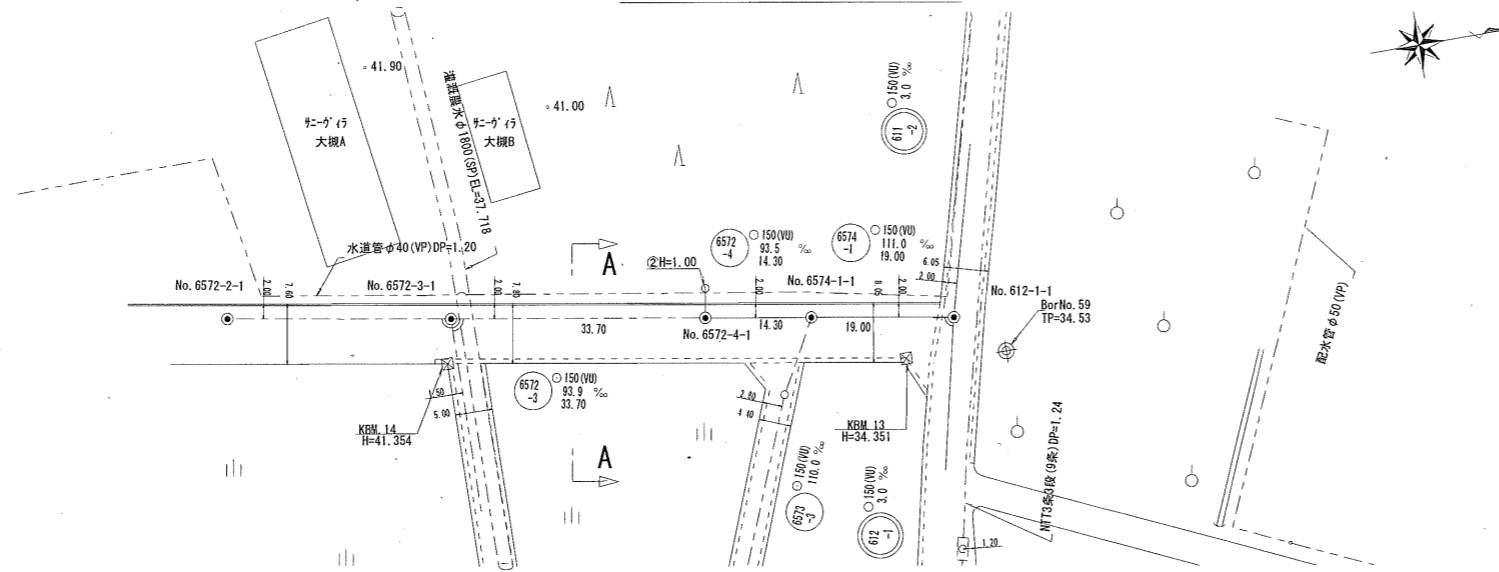 41.90
サニーヴィラ
大槻A
灌漑農水φ1800(SP)EL=37.718
サニーヴィラ
大槻B
41.00
150(VU)
3.0 ‰
611
-2
水道管φ40(VP)DP=1.20
A
②H=1.00
6572
-4
150(VU)
93.5 ‰
14.30
6574
-1
150(VU)
111.0 ‰
19.00
6.05
2.00
No.6572-2-1
2.00
7.60
No.6572-3-1
2.00
7.80
2.00
No.6574-1-1
2.00
No.612-1-1
BorNo.59
TP=34.53
配水管φ50(VP)
33.70
No.6572-4-1
14.30
19.00
1.50
5.00
KBM.14
H=41.354
6572
-3
150(VU)
93.9 ‰
33.70
2.80
4.40
KBM.13
H=34.351
A
150(VU)
110.0 ‰
6573
-3
150(VU)
3.0 ‰
612
-1
NTT3条3段(9条)DP=1.24
1.20